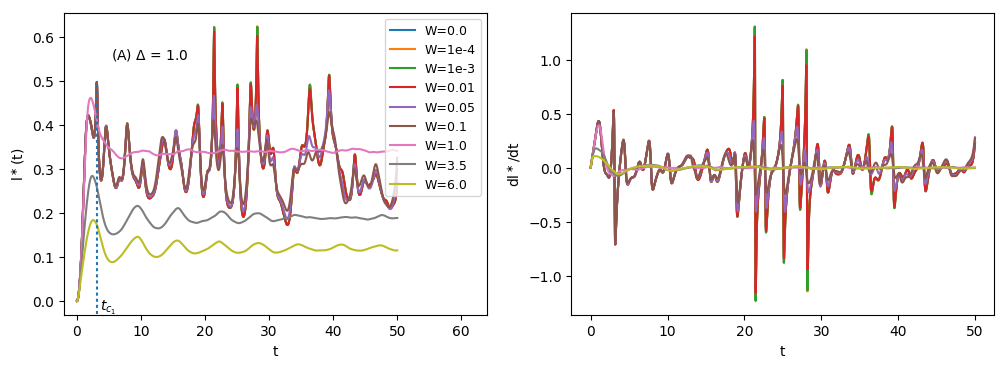 (A) Δ = 1.0
W=0.0
W=1e-4
W=1e-3
W=0.01
W=0.05
W=0.1
W=1.0
W=3.5
W=6.0
0.6
0.5
0.4
0.3
0.2
0.1
0.0
I * (t)
t_{c_1}
0 10 20 30 40 50 60
t
1.0
0.5
0.0
−0.5
−1.0
dI * /dt
0 10 20 30 40 50
t